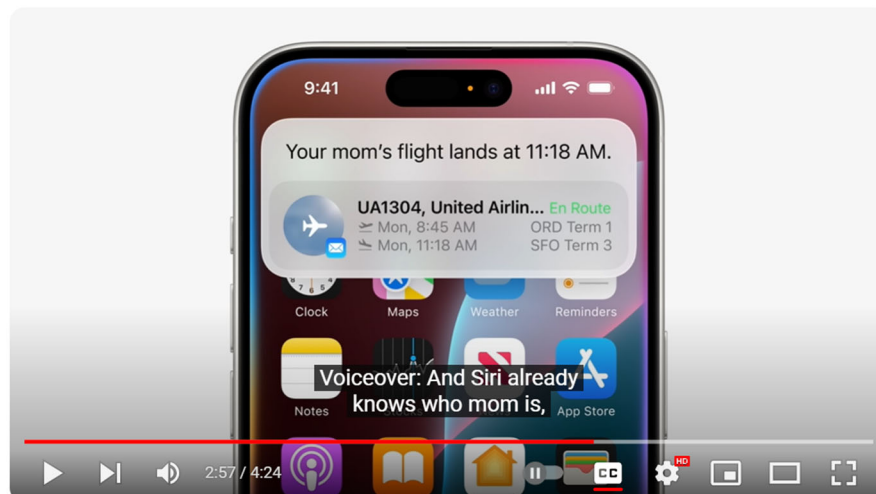 9:41
Your mom's flight lands at 11:18 AM.
UA1304, United Airlin... En Route
Mon, 8:45 AM ORD Term 1
Mon, 11:18 AM SFO Term 3
Clock Maps Weather Reminders
Voiceover: And Siri already
knows who mom is,
Notes App Store
2:57 / 4:24 CC HD